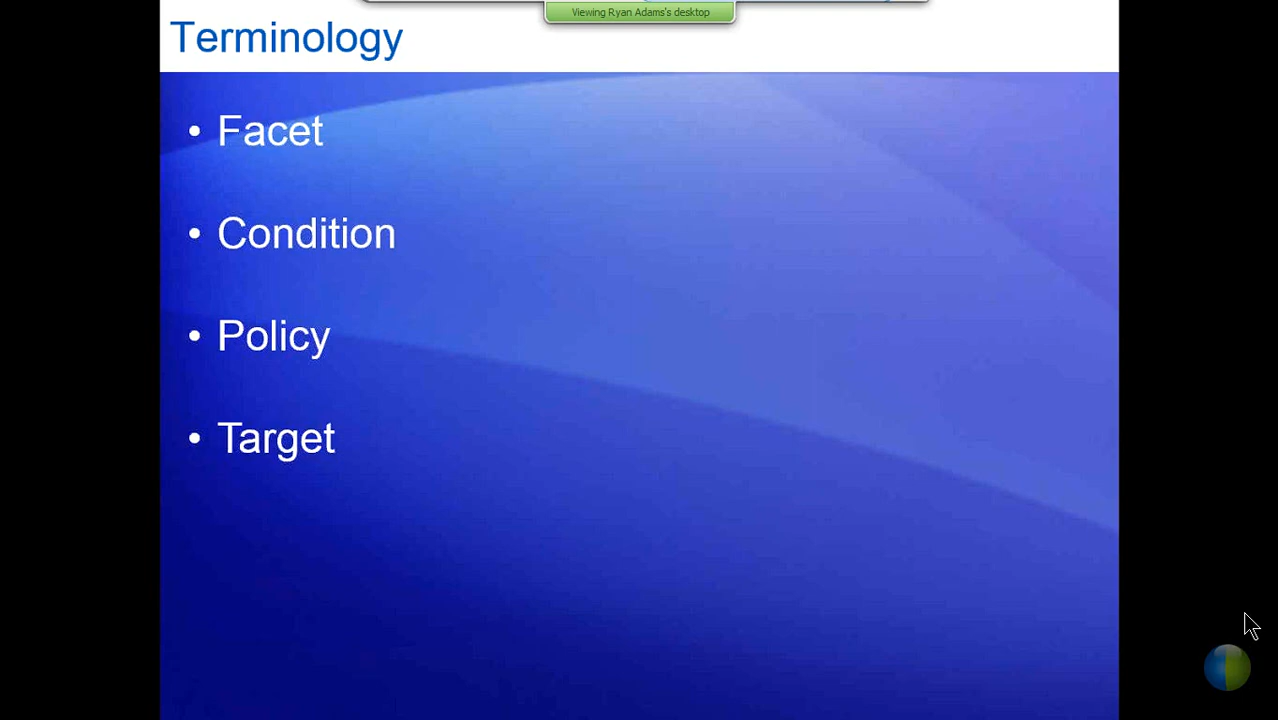 Viewing Ryan Adams's desktop
Terminology
• Facet
• Condition
• Policy
• Target